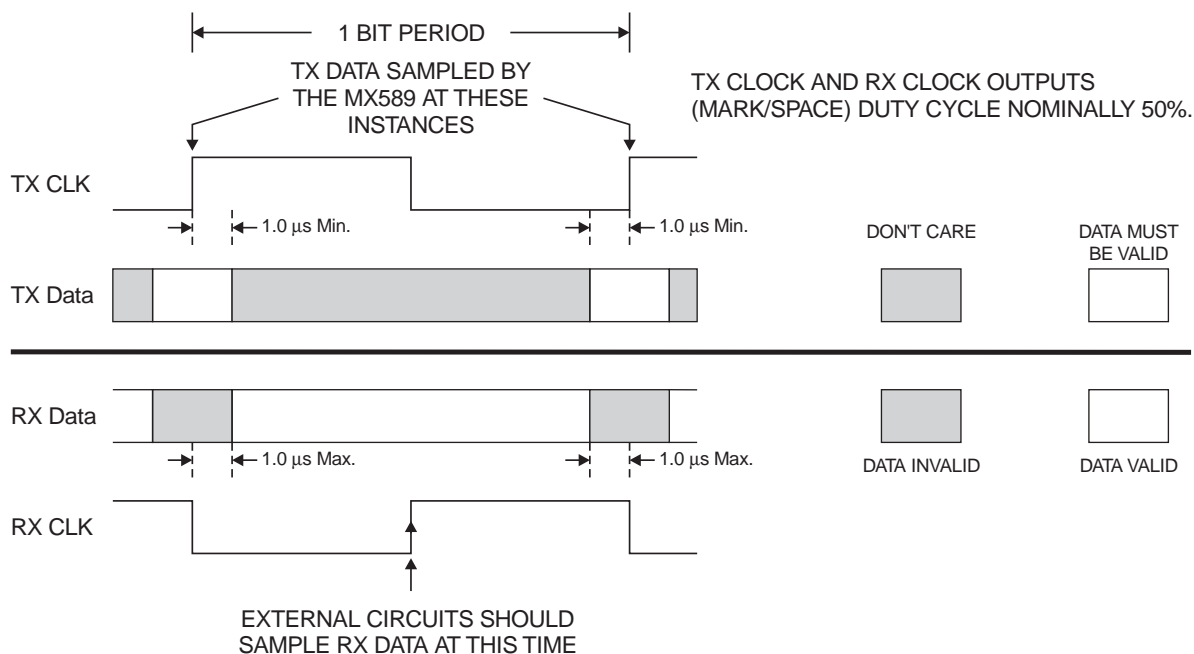 1 BIT PERIOD
TX DATA SAMPLED BY
THE MX589 AT THESE
INSTANCES
TX CLOCK AND RX CLOCK OUTPUTS
(MARK/SPACE) DUTY CYCLE NOMINALLY 50%.
TX CLK
1.0 μs Min.
1.0 μs Min.
DON'T CARE
DATA MUST
BE VALID
TX Data
RX Data
1.0 μs Max.
1.0 μs Max.
DATA INVALID
DATA VALID
RX CLK
EXTERNAL CIRCUITS SHOULD
SAMPLE RX DATA AT THIS TIME